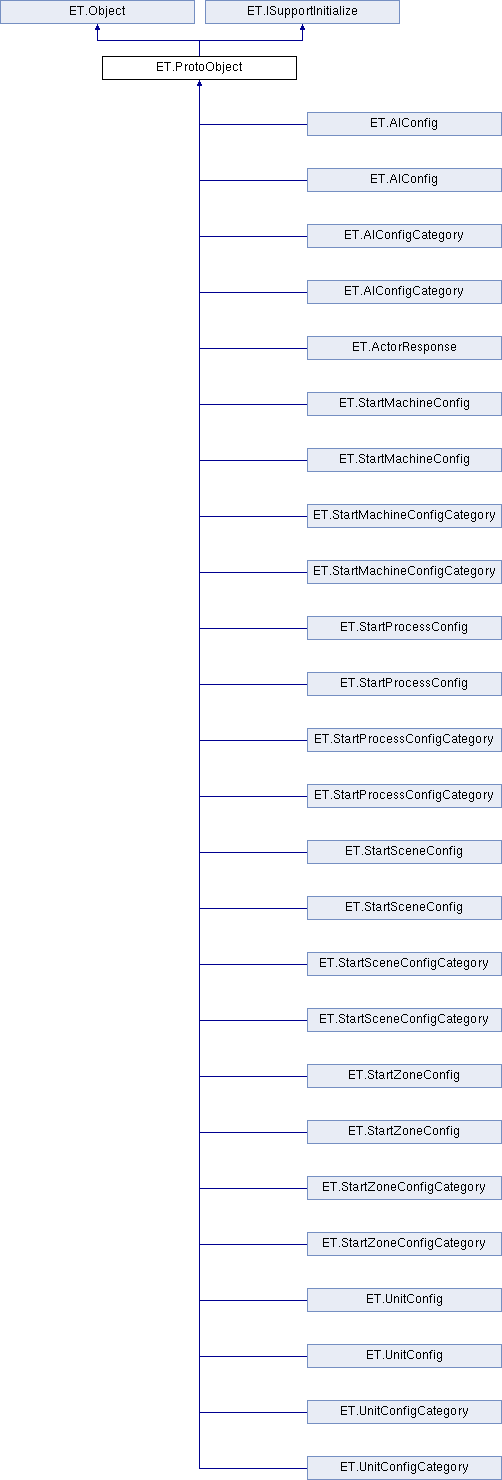 ET.Object
ET.ISupportInitialize
ET.ProtoObject
ET.AIConfig
ET.AIConfig
ET.AIConfigCategory
ET.AIConfigCategory
ET.ActorResponse
ET.StartMachineConfig
ET.StartMachineConfig
ET.StartMachineConfigCategory
ET.StartMachineConfigCategory
ET.StartProcessConfig
ET.StartProcessConfig
ET.StartProcessConfigCategory
ET.StartProcessConfigCategory
ET.StartSceneConfig
ET.StartSceneConfig
ET.StartSceneConfigCategory
ET.StartSceneConfigCategory
ET.StartZoneConfig
ET.StartZoneConfig
ET.StartZoneConfigCategory
ET.StartZoneConfigCategory
ET.UnitConfig
ET.UnitConfig
ET.UnitConfigCategory
ET.UnitConfigCategory